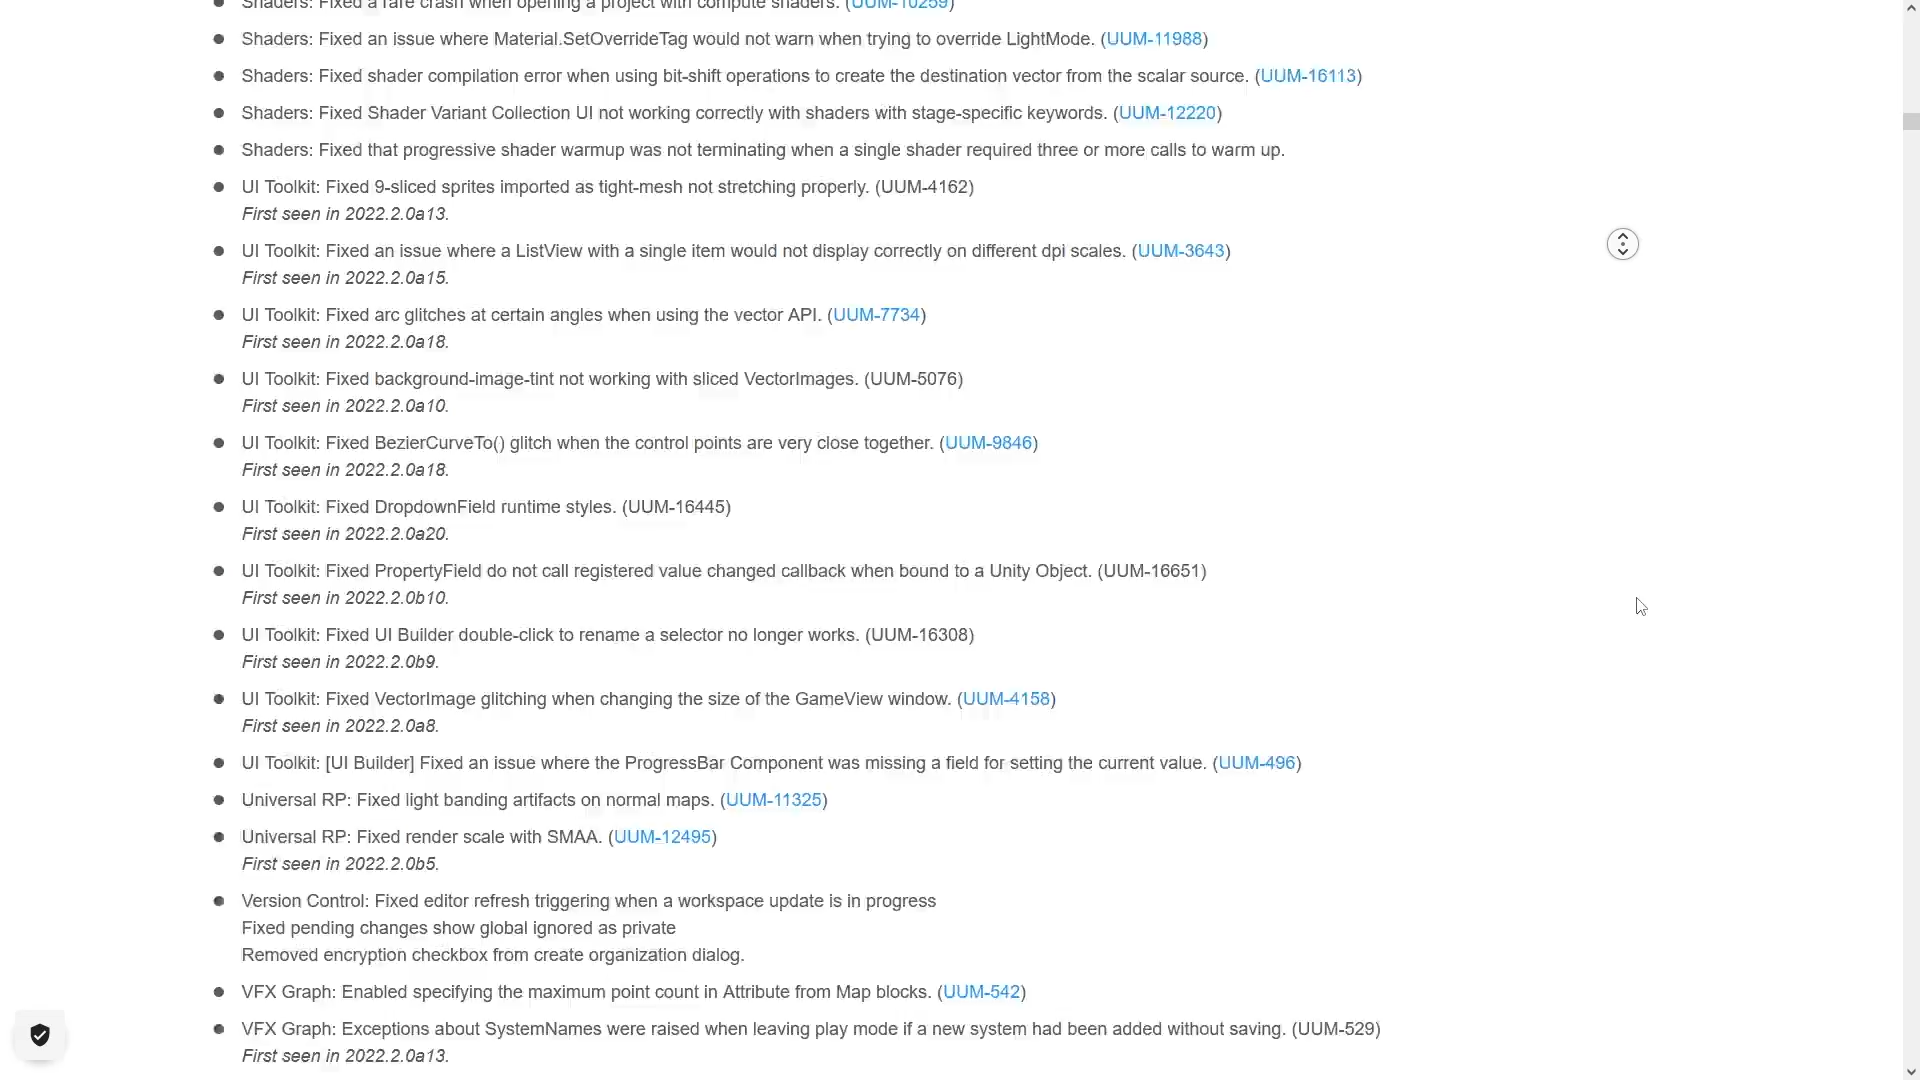 Shaders: Fixed a rare crash when opening a project with compute shaders. (UUM-10259)
Shaders: Fixed an issue where Material.SetOverrideTag would not warn when trying to override LightMode. (UUM-11988)
Shaders: Fixed shader compilation error when using bit-shift operations to create the destination vector from the scalar source. (UUM-16113)
Shaders: Fixed Shader Variant Collection UI not working correctly with shaders with stage-specific keywords. (UUM-12220)
Shaders: Fixed that progressive shader warmup was not terminating when a single shader required three or more calls to warm up.
UI Toolkit: Fixed 9-sliced sprites imported as tight-mesh not stretching properly. (UUM-4162)
First seen in 2022.2.0a13.
UI Toolkit: Fixed an issue where a ListView with a single item would not display correctly on different dpi scales. (UUM-3643)
First seen in 2022.2.0a15.
UI Toolkit: Fixed arc glitches at certain angles when using the vector API. (UUM-7734)
First seen in 2022.2.0a18.
UI Toolkit: Fixed background-image-tint not working with sliced VectorImages. (UUM-5076)
First seen in 2022.2.0a10.
UI Toolkit: Fixed BezierCurveTo() glitch when the control points are very close together. (UUM-9846)
First seen in 2022.2.0a18.
UI Toolkit: Fixed DropdownField runtime styles. (UUM-16445)
First seen in 2022.2.0a20.
UI Toolkit: Fixed PropertyField do not call registered value changed callback when bound to a Unity Object. (UUM-16651)
First seen in 2022.2.0b10.
UI Toolkit: Fixed UI Builder double-click to rename a selector no longer works. (UUM-16308)
First seen in 2022.2.0b9.
UI Toolkit: Fixed VectorImage glitching when changing the size of the GameView window. (UUM-4158)
First seen in 2022.2.0a8.
UI Toolkit: [UI Builder] Fixed an issue where the ProgressBar Component was missing a field for setting the current value. (UUM-496)
Universal RP: Fixed light banding artifacts on normal maps. (UUM-11325)
Universal RP: Fixed render scale with SMAA. (UUM-12495)
First seen in 2022.2.0b5.
Version Control: Fixed editor refresh triggering when a workspace update is in progress
Fixed pending changes show global ignored as private
Removed encryption checkbox from create organization dialog.
VFX Graph: Enabled specifying the maximum point count in Attribute from Map blocks. (UUM-542)
VFX Graph: Exceptions about SystemNames were raised when leaving play mode if a new system had been added without saving. (UUM-529)
First seen in 2022.2.0a13.